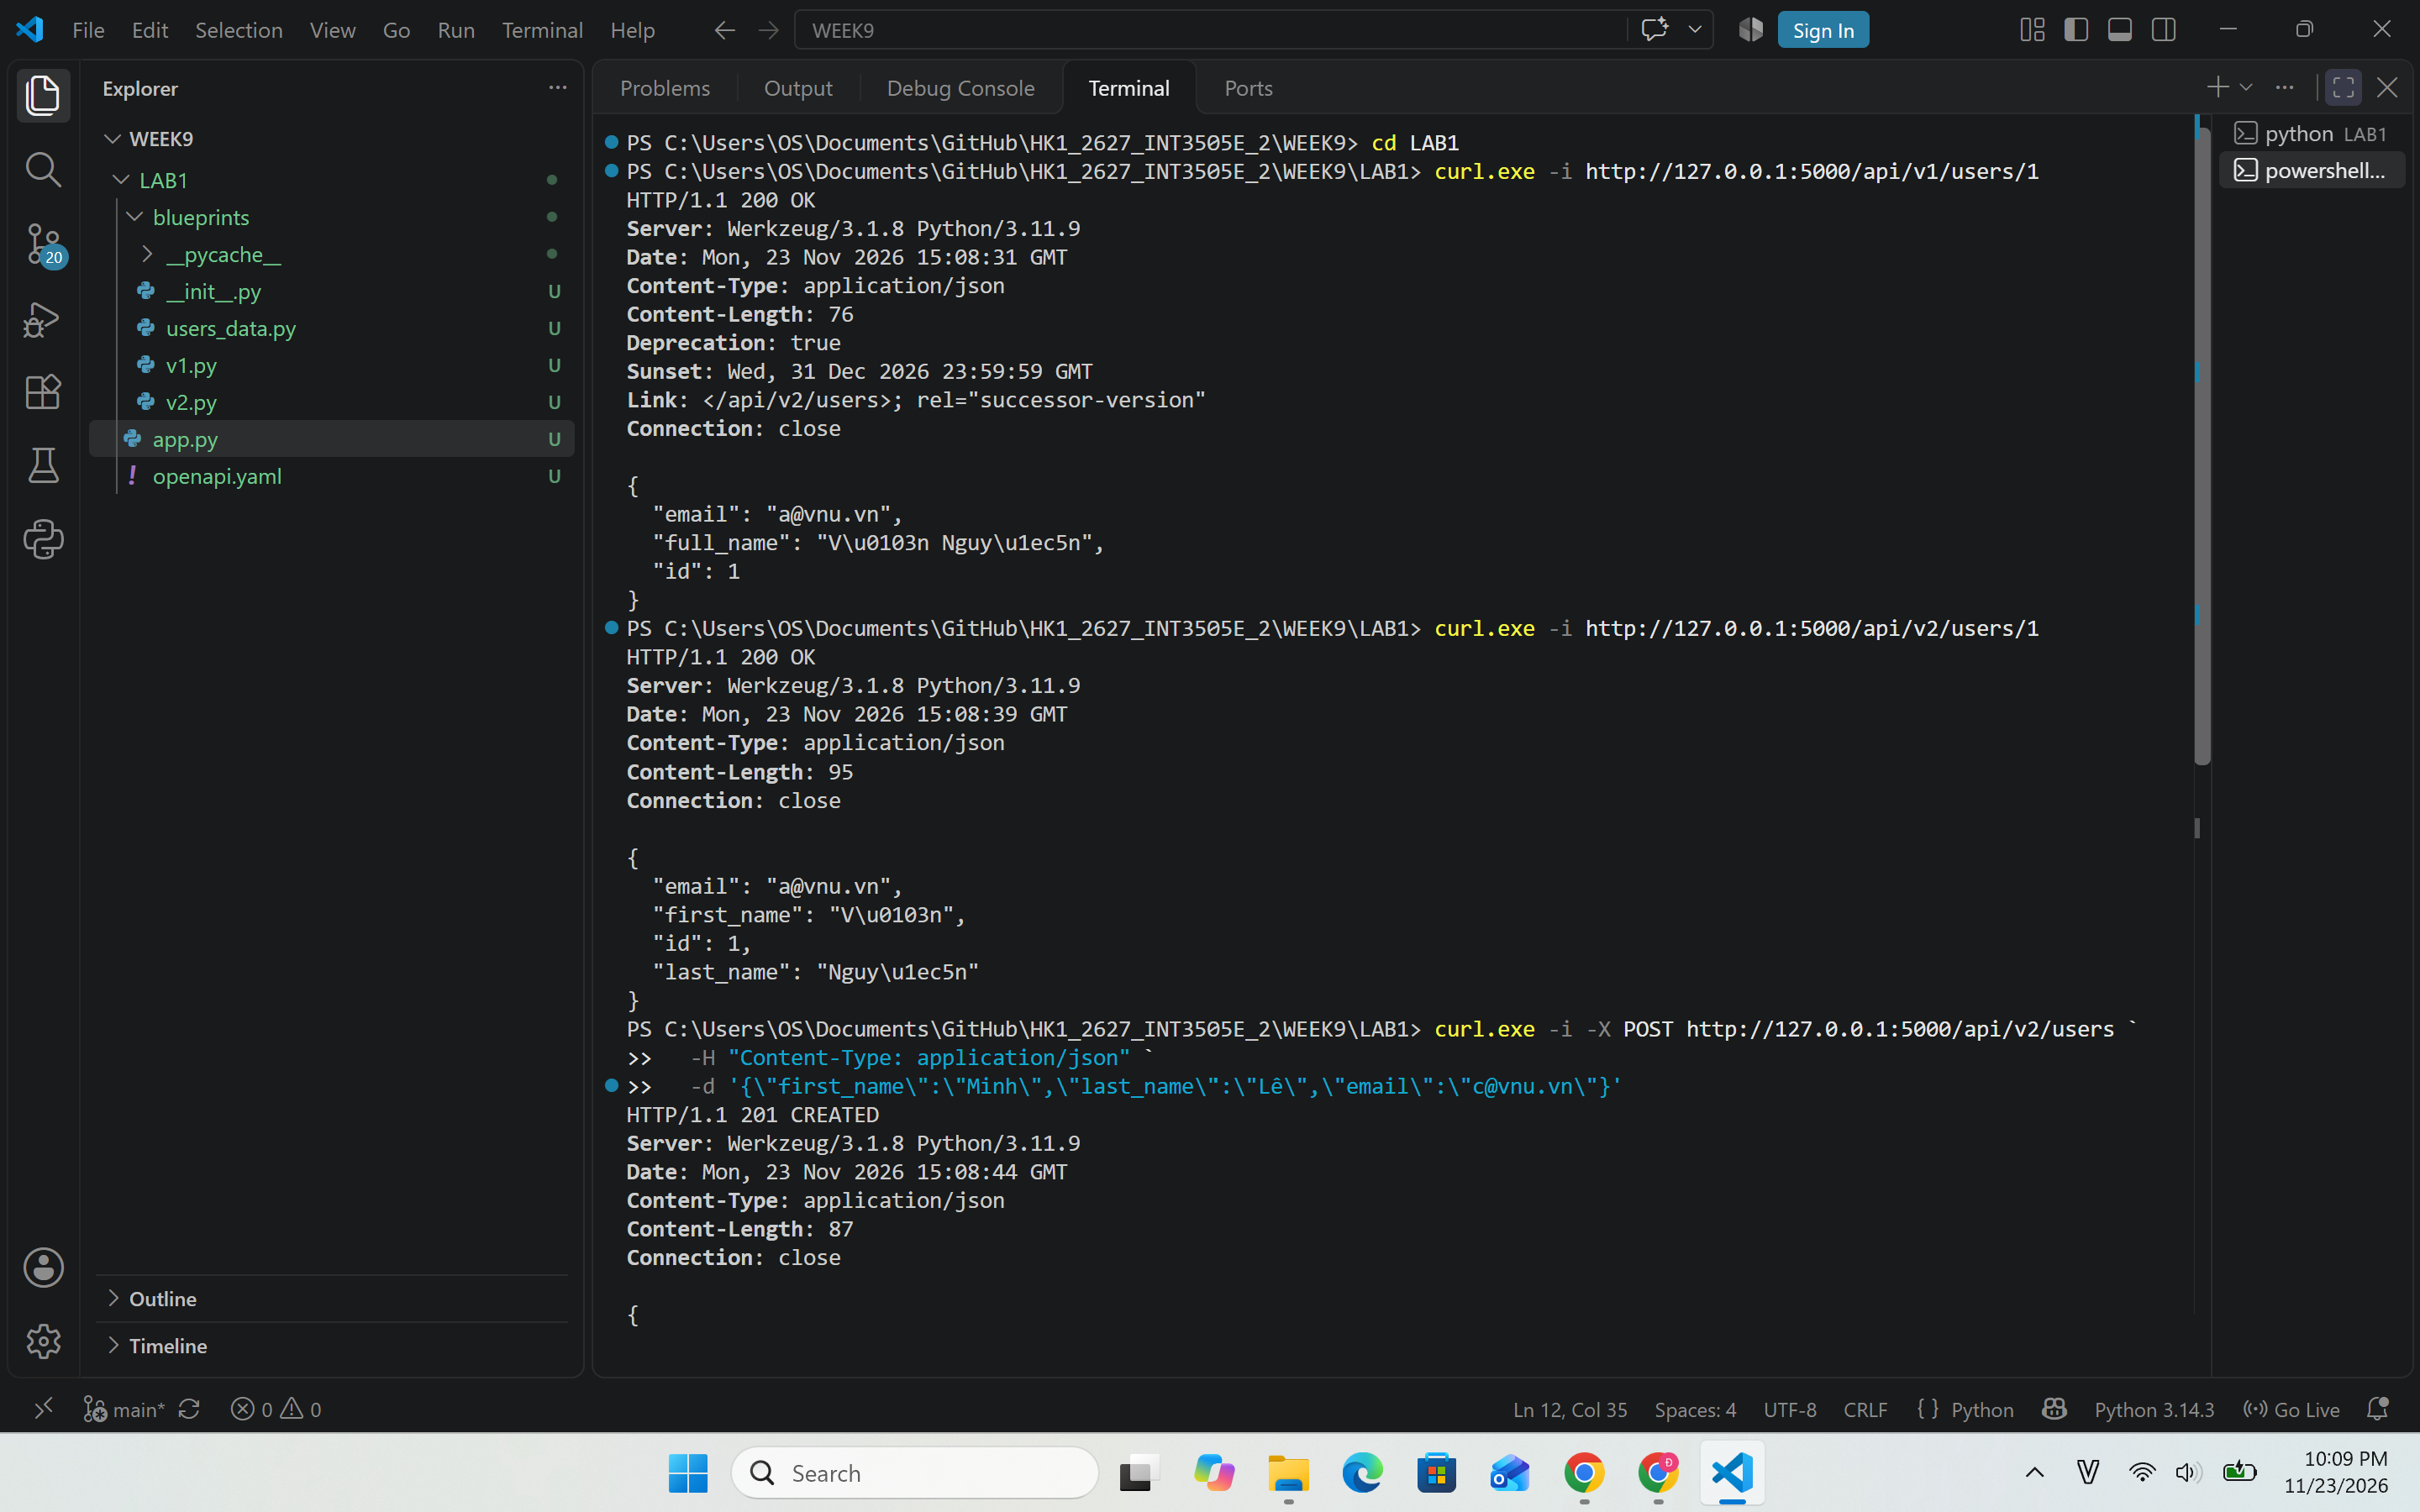 File Edit Selection View Go Run Terminal Help
WEEK9
Sign In
Explorer
WEEK9
LAB1
blueprints
__pycache__
__init__.py U
users_data.py U
v1.py U
v2.py U
app.py U
! openapi.yaml U
20
Outline
Timeline
Problems Output Debug Console Terminal Ports
PS C:\Users\OS\Documents\GitHub\HK1_2627_INT3505E_2\WEEK9> cd LAB1
PS C:\Users\OS\Documents\GitHub\HK1_2627_INT3505E_2\WEEK9\LAB1> curl.exe -i http://127.0.0.1:5000/api/v1/users/1
HTTP/1.1 200 OK
Server: Werkzeug/3.1.8 Python/3.11.9
Date: Mon, 23 Nov 2026 15:08:31 GMT
Content-Type: application/json
Content-Length: 76
Deprecation: true
Sunset: Wed, 31 Dec 2026 23:59:59 GMT
Link: </api/v2/users>; rel="successor-version"
Connection: close
{
"email": "a@vnu.vn",
"full_name": "V\u0103n Nguy\u1ec5n",
"id": 1
}
PS C:\Users\OS\Documents\GitHub\HK1_2627_INT3505E_2\WEEK9\LAB1> curl.exe -i http://127.0.0.1:5000/api/v2/users/1
HTTP/1.1 200 OK
Server: Werkzeug/3.1.8 Python/3.11.9
Date: Mon, 23 Nov 2026 15:08:39 GMT
Content-Type: application/json
Content-Length: 95
Connection: close
{
"email": "a@vnu.vn",
"first_name": "V\u0103n",
"id": 1,
"last_name": "Nguy\u1ec5n"
}
PS C:\Users\OS\Documents\GitHub\HK1_2627_INT3505E_2\WEEK9\LAB1> curl.exe -i -X POST http://127.0.0.1:5000/api/v2/users `
>> -H "Content-Type: application/json" `
>> -d '{\"first_name\":\"Minh\",\"last_name\":\"Lê\",\"email\":\"c@vnu.vn\"}'
HTTP/1.1 201 CREATED
Server: Werkzeug/3.1.8 Python/3.11.9
Date: Mon, 23 Nov 2026 15:08:44 GMT
Content-Type: application/json
Content-Length: 87
Connection: close
{
python LAB1
powershell...
main* 0 0
Ln 12, Col 35 Spaces: 4 UTF-8 CRLF { } Python Python 3.14.3 Go Live
Search
10:09 PM
11/23/2026